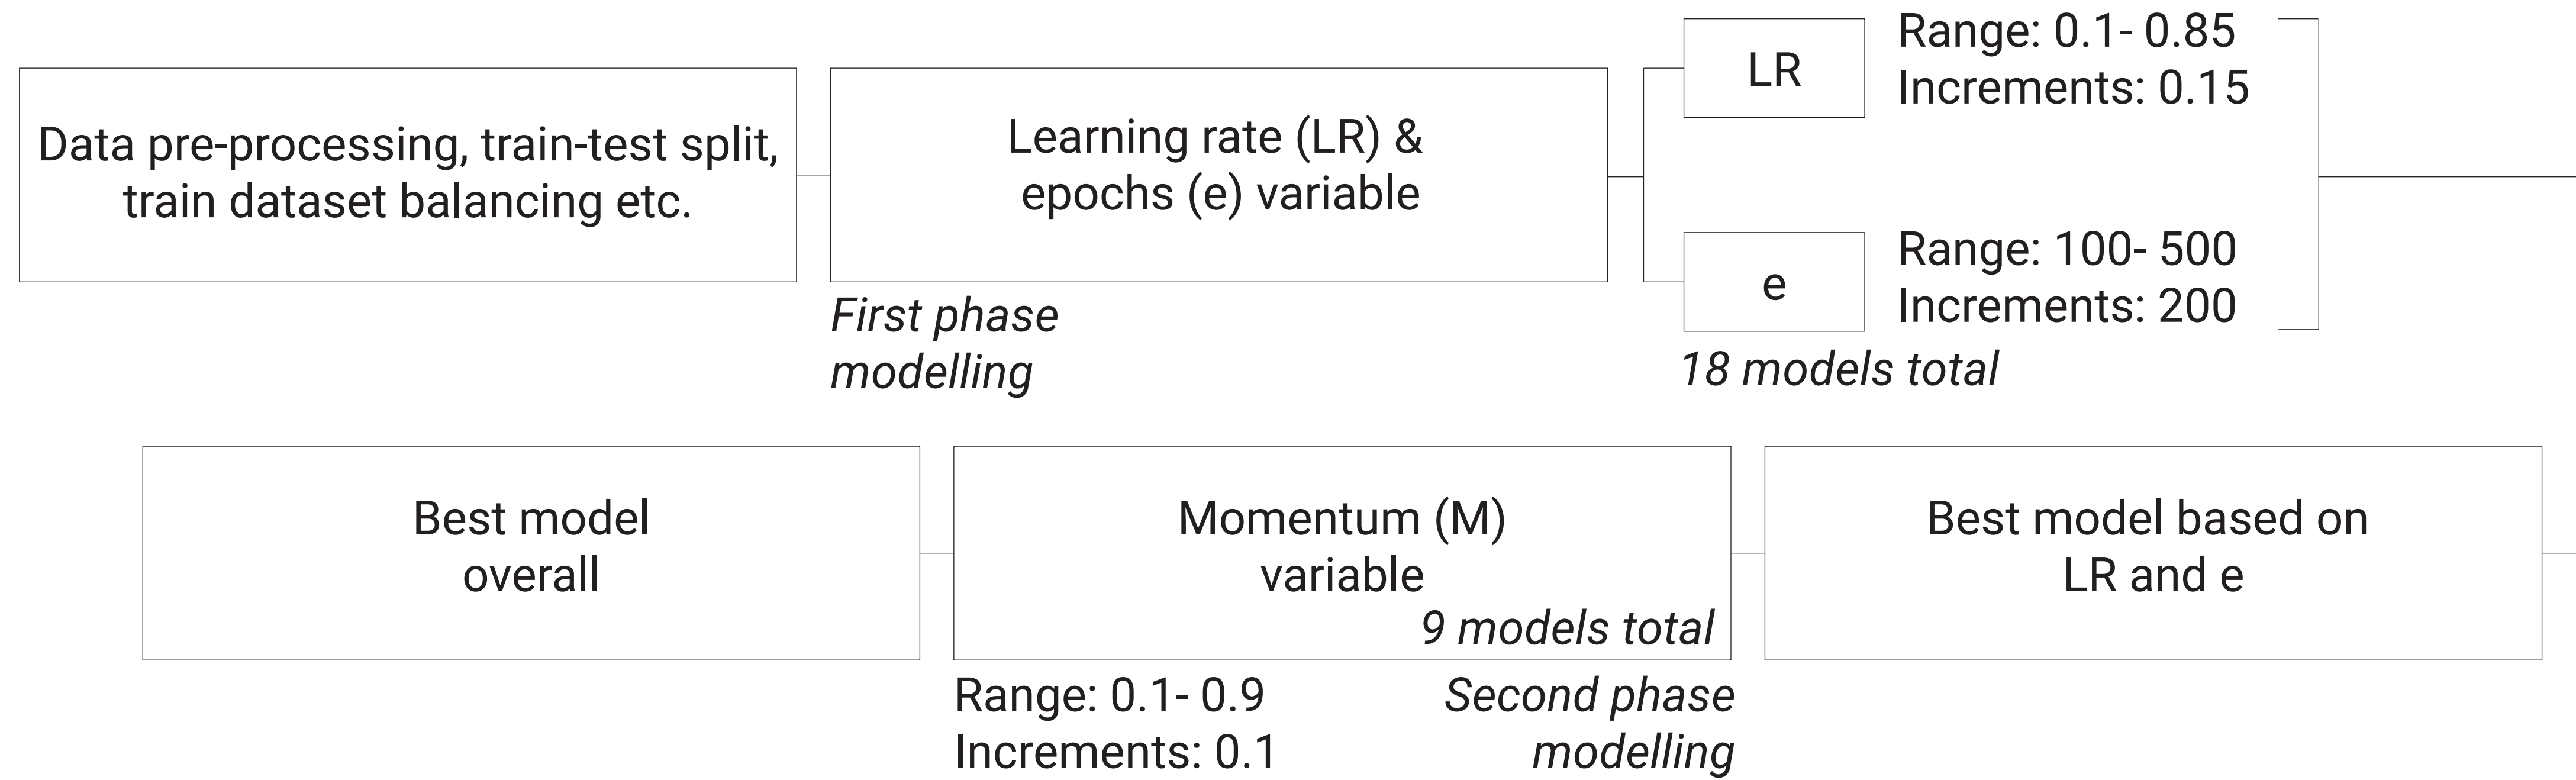 Data pre-processing, train-test split,
train dataset balancing etc.
Learning rate (LR) &
epochs (e) variable
First phase
modelling
LR
Range: 0.1- 0.85
Increments: 0.15
e
Range: 100- 500
Increments: 200
18 models total
Best model
overall
Momentum (M)
variable
9 models total
Range: 0.1- 0.9
Increments: 0.1
Second phase
modelling
Best model based on
LR and e